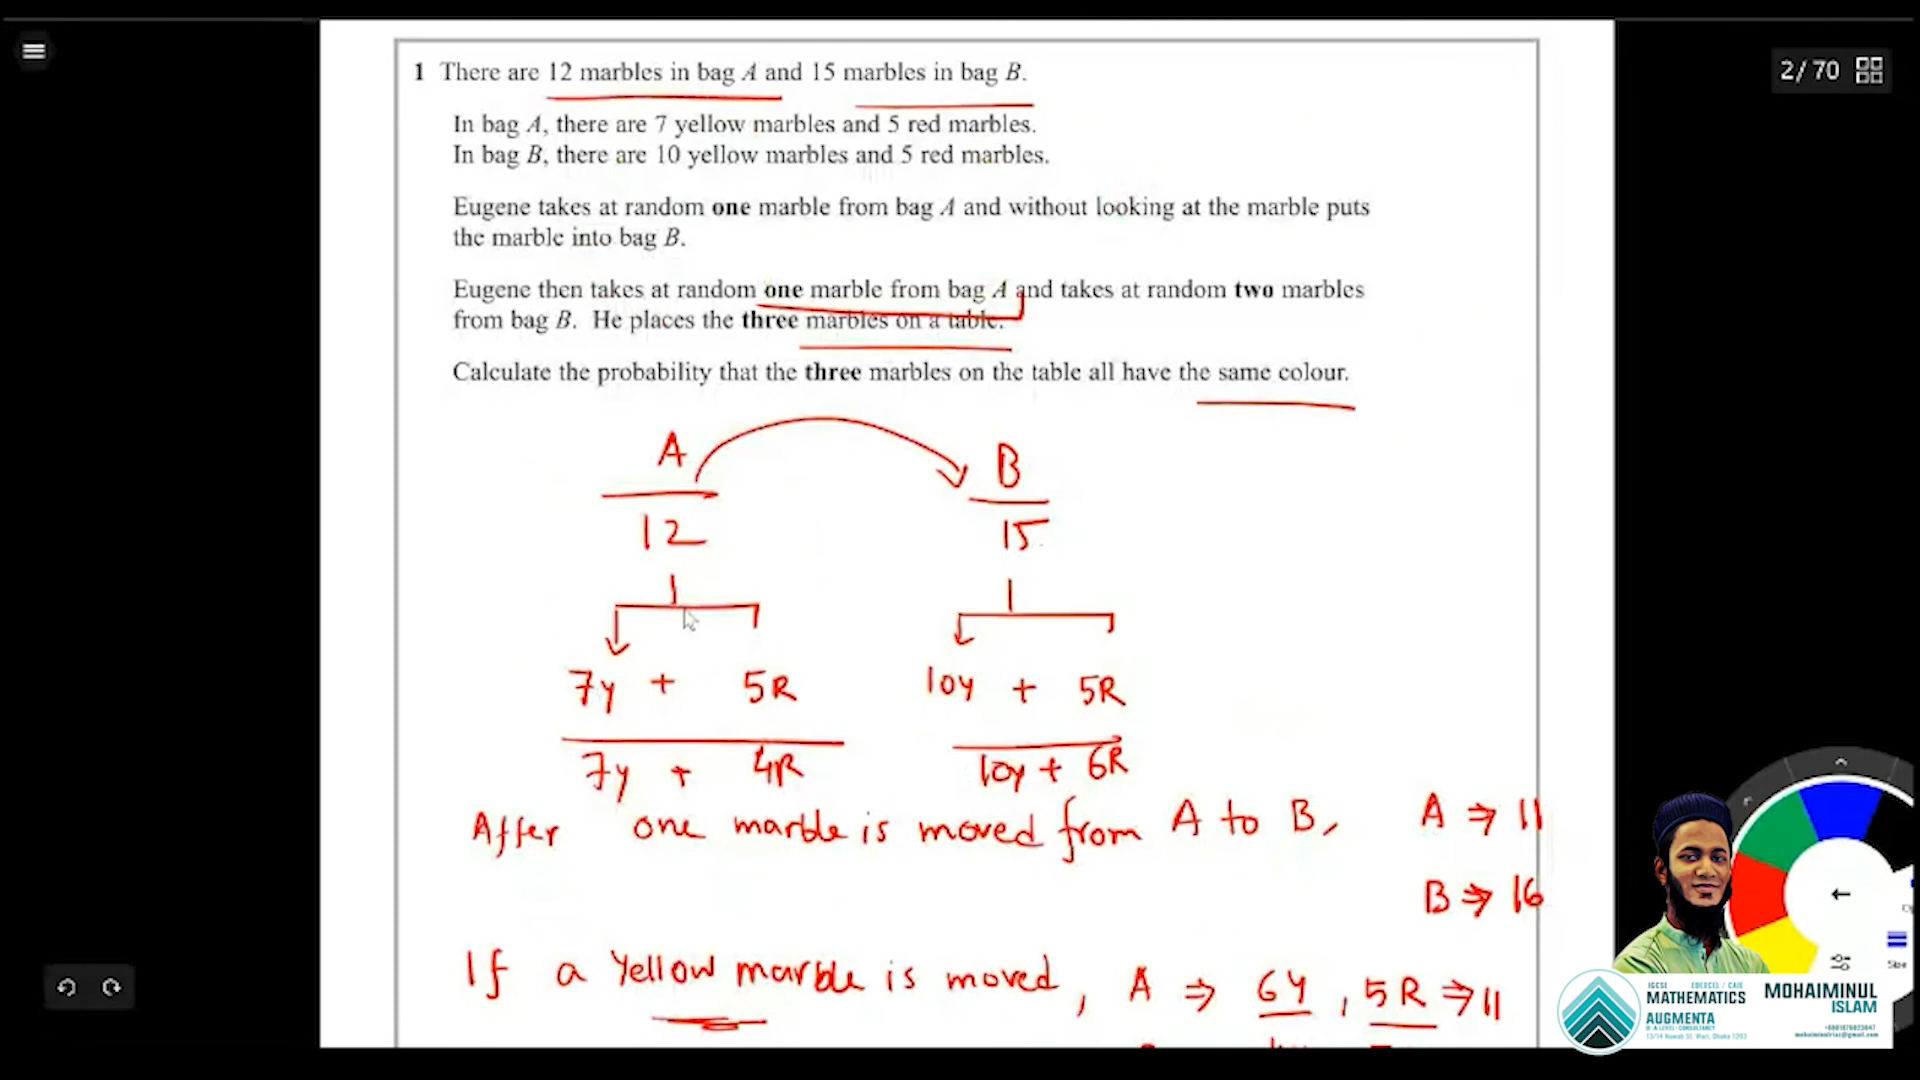 2/70
1 There are 12 marbles in bag A and 15 marbles in bag B.
In bag A, there are 7 yellow marbles and 5 red marbles.
In bag B, there are 10 yellow marbles and 5 red marbles.
Eugene takes at random one marble from bag A and without looking at the marble puts
the marble into bag B.
Eugene then takes at random one marble from bag A and takes at random two marbles
from bag B. He places the three marbles on a table.
Calculate the probability that the three marbles on the table all have the same colour.
A B
12 15
7y + 5R 10y + 5R
7y + 4R 10y + 6R
After one marble is moved from A to B, A ⇒ 11
B ⇒ 16
If a Yellow marble is moved, A ⇒ 6Y, 5R ⇒ 11
Size
IGCSE EDEXCEL / CAIE
MATHEMATICS
AUGMENTA
MOHAIMINUL
ISLAM